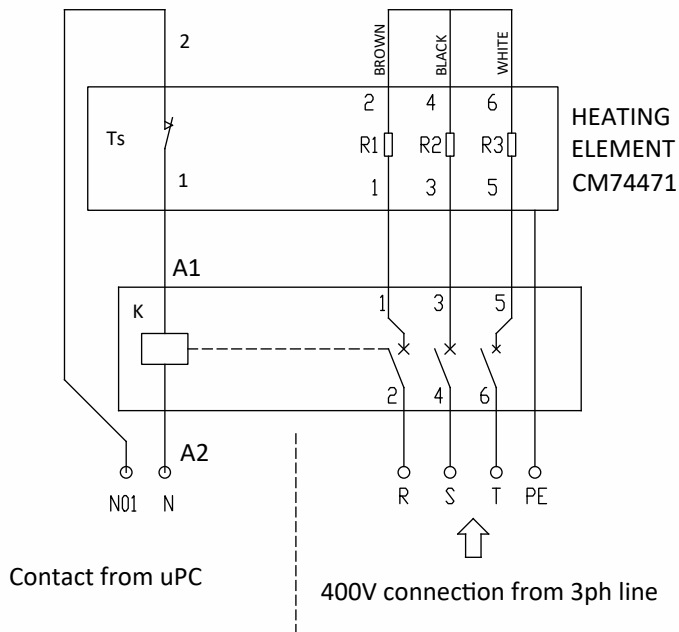 2
BROWN
BLACK
WHITE
2 4 6
Ts
R1 R2 R3
1
1 3 5
HEATING
ELEMENT
CM74471
A1
K
1 3 5
2 4 6
A2
N01 N
R S T PE
Contact from uPC
400V connection from 3ph line